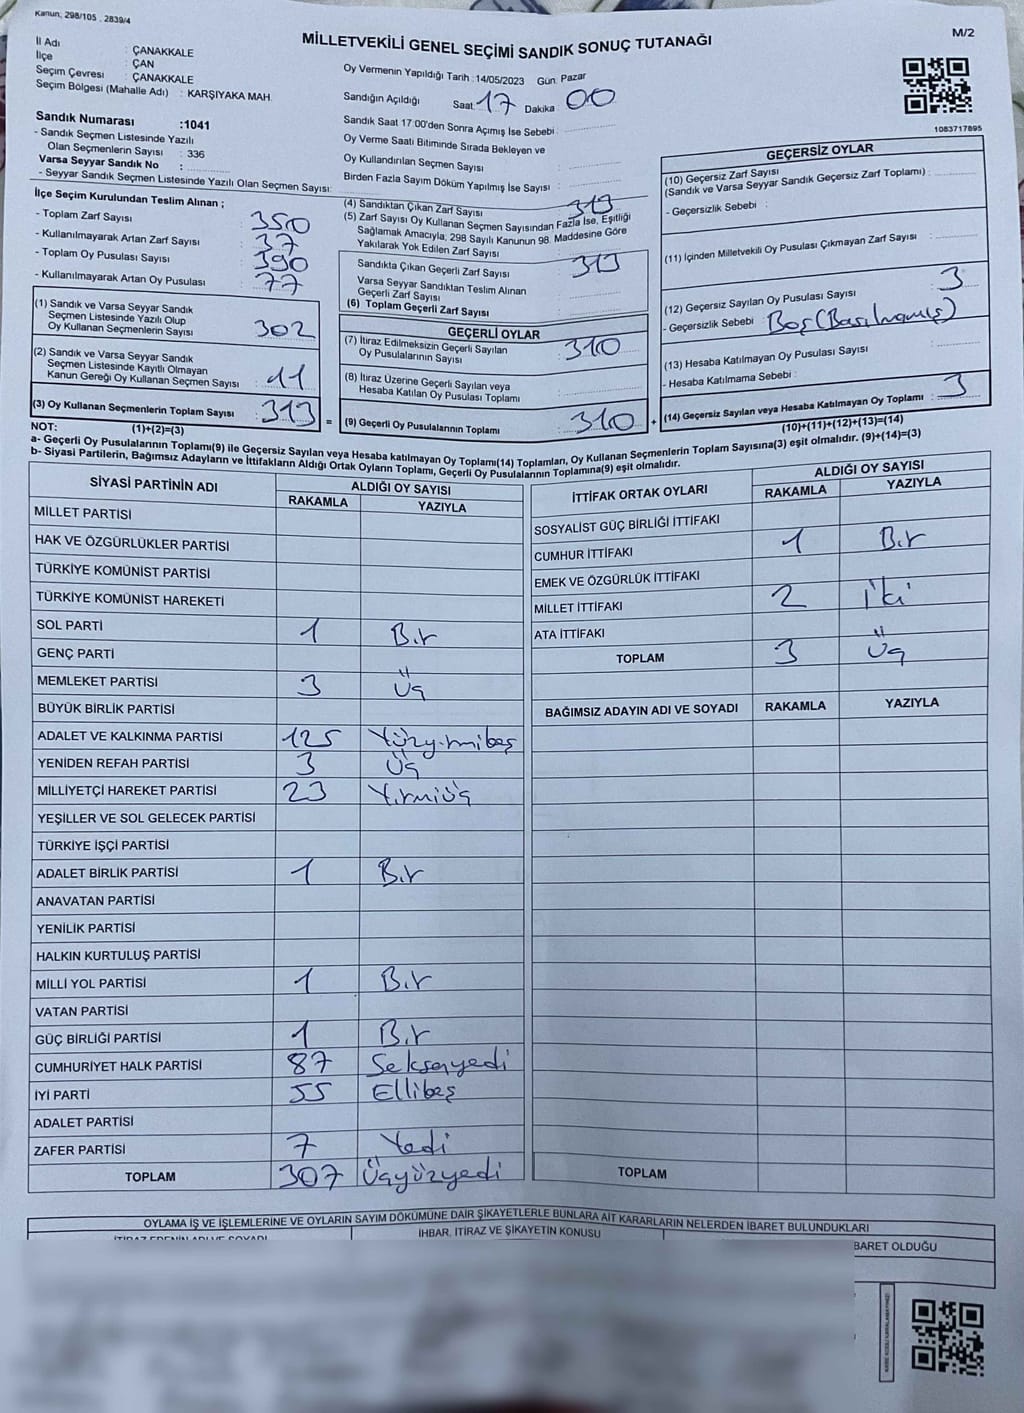 Kanun; 298/105 , 2839/4
M/2
MİLLETVEKİLİ GENEL SEÇİMİ SANDIK SONUÇ TUTANAĞI
İl Adı : ÇANAKKALE
İlçe : ÇAN
Seçim Çevresi : ÇANAKKALE
Seçim Bölgesi (Mahalle Adı) : KARŞIYAKA MAH.
Sandık Numarası :1041
- Sandık Seçmen Listesinde Yazılı
Olan Seçmenlerin Sayısı : 336
Varsa Seyyar Sandık No :
- Seyyar Sandık Seçmen Listesinde Yazılı Olan Seçmen Sayısı:
İlçe Seçim Kurulundan Teslim Alınan ;
- Toplam Zarf Sayısı 350
- Kullanılmayarak Artan Zarf Sayısı : 37
- Toplam Oy Pusulası Sayısı : 390
- Kullanılmayarak Artan Oy Pusulası : 77
(1) Sandık ve Varsa Seyyar Sandık
Seçmen Listesinde Yazılı Olup
Oy Kullanan Seçmenlerin Sayısı 302
(2) Sandık ve Varsa Seyyar Sandık
Seçmen Listesinde Kayıtlı Olmayan
Kanun Gereği Oy Kullanan Seçmen Sayısı : 11
(3) Oy Kullanan Seçmenlerin Toplam Sayısı : 313
(1)+(2)=(3)
Oy Vermenin Yapıldığı Tarih : 14/05/2023 Gün: Pazar
Sandığın Açıldığı Saat 17 Dakika : 00
Sandık Saat 17:00'den Sonra Açımış İse Sebebi :
Oy Verme Saati Bitiminde Sırada Bekleyen ve
Oy Kullandırılan Seçmen Sayısı :
Birden Fazla Sayım Döküm Yapılmış İse Sayısı :
(4) Sandıktan Çıkan Zarf Sayısı : 313
(5) Zarf Sayısı Oy Kullanan Seçmen Sayısından Fazla İse, Eşitliği
Sağlamak Amacıyla, 298 Sayılı Kanunun 98. Maddesine Göre
Yakılarak Yok Edilen Zarf Sayısı :
Sandıkta Çıkan Geçerli Zarf Sayısı : 313
Varsa Seyyar Sandıktan Teslim Alınan
Geçerli Zarf Sayısı
(6) Toplam Geçerli Zarf Sayısı
GEÇERLİ OYLAR
(7) İtiraz Edilmeksizin Geçerli Sayılan
Oy Pusulalarının Sayısı : 310
(8) İtiraz Üzerine Geçerli Sayılan veya
Hesaba Katılan Oy Pusulası Toplamı
= (9) Geçerli Oy Pusulalarının Toplamı : 310 +
1083717895
GEÇERSİZ OYLAR
(10) Geçersiz Zarf Sayısı
(Sandık ve Varsa Seyyar Sandık Geçersiz Zarf Toplamı) :
- Geçersizlik Sebebi :
(11) İçinden Milletvekili Oy Pusulası Çıkmayan Zarf Sayısı :
(12) Geçersiz Sayılan Oy Pusulası Sayısı : 3
- Geçersizlik Sebebi : Boş (Basılmamış)
(13) Hesaba Katılmayan Oy Pusulası Sayısı :
- Hesaba Katılmama Sebebi :
(14) Geçersiz Sayılan veya Hesaba Katılmayan Oy Toplamı : 3
(10)+(11)+(12)+(13)=(14)
NOT:
a- Geçerli Oy Pusulalarının Toplamı(9) ile Geçersiz Sayılan veya Hesaba katılmayan Oy Toplamı(14) Toplamları, Oy Kullanan Seçmenlerin Toplam Sayısına(3) eşit olmalıdır. (9)+(14)=(3)
b- Siyasi Partilerin, Bağımsız Adayların ve İttifakların Aldığı Ortak Oyların Toplamı, Geçerli Oy Pusulalarının Toplamına(9) eşit olmalıdır.
SİYASİ PARTİNİN ADI ALDIĞI OY SAYISI
RAKAMLA YAZIYLA
MİLLET PARTİSİ
HAK VE ÖZGÜRLÜKLER PARTİSİ
TÜRKİYE KOMÜNİST PARTİSİ
TÜRKİYE KOMÜNİST HAREKETİ
SOL PARTİ 1 Bir
GENÇ PARTİ
MEMLEKET PARTİSİ 3 Üç
BÜYÜK BİRLİK PARTİSİ
ADALET VE KALKINMA PARTİSİ 125 Yüzyirmibeş
YENİDEN REFAH PARTİSİ 3 Üç
MİLLİYETÇİ HAREKET PARTİSİ 23 Yirmiüç
YEŞİLLER VE SOL GELECEK PARTİSİ
TÜRKİYE İŞÇİ PARTİSİ
ADALET BİRLİK PARTİSİ 1 Bir
ANAVATAN PARTİSİ
YENİLİK PARTİSİ
HALKIN KURTULUŞ PARTİSİ
MİLLİ YOL PARTİSİ 1 Bir
VATAN PARTİSİ
GÜÇ BİRLİĞİ PARTİSİ 1 Bir
CUMHURİYET HALK PARTİSİ 87 Seksenyedi
İYİ PARTİ 55 Ellibeş
ADALET PARTİSİ
ZAFER PARTİSİ 7 Yedi
TOPLAM 307 Üçyüzyedi
İTTİFAK ORTAK OYLARI ALDIĞI OY SAYISI
RAKAMLA YAZIYLA
SOSYALİST GÜÇ BİRLİĞİ İTTİFAKI
CUMHUR İTTİFAKI 1 Bir
EMEK VE ÖZGÜRLÜK İTTİFAKI
MİLLET İTTİFAKI 2 İki
ATA İTTİFAKI
TOPLAM 3 Üç
BAĞIMSIZ ADAYIN ADI VE SOYADI RAKAMLA YAZIYLA
TOPLAM
OYLAMA İŞ VE İŞLEMLERİNE VE OYLARIN SAYIM DÖKÜMÜNE DAİR ŞİKAYETLERLE BUNLARA AİT KARARLARIN NELERDEN İBARET BULUNDUKLARI
İTİRAZ EDENİN ADI VE SOYADI İHBAR, İTİRAZ VE ŞİKAYETİN KONUSU BARET OLDUĞU